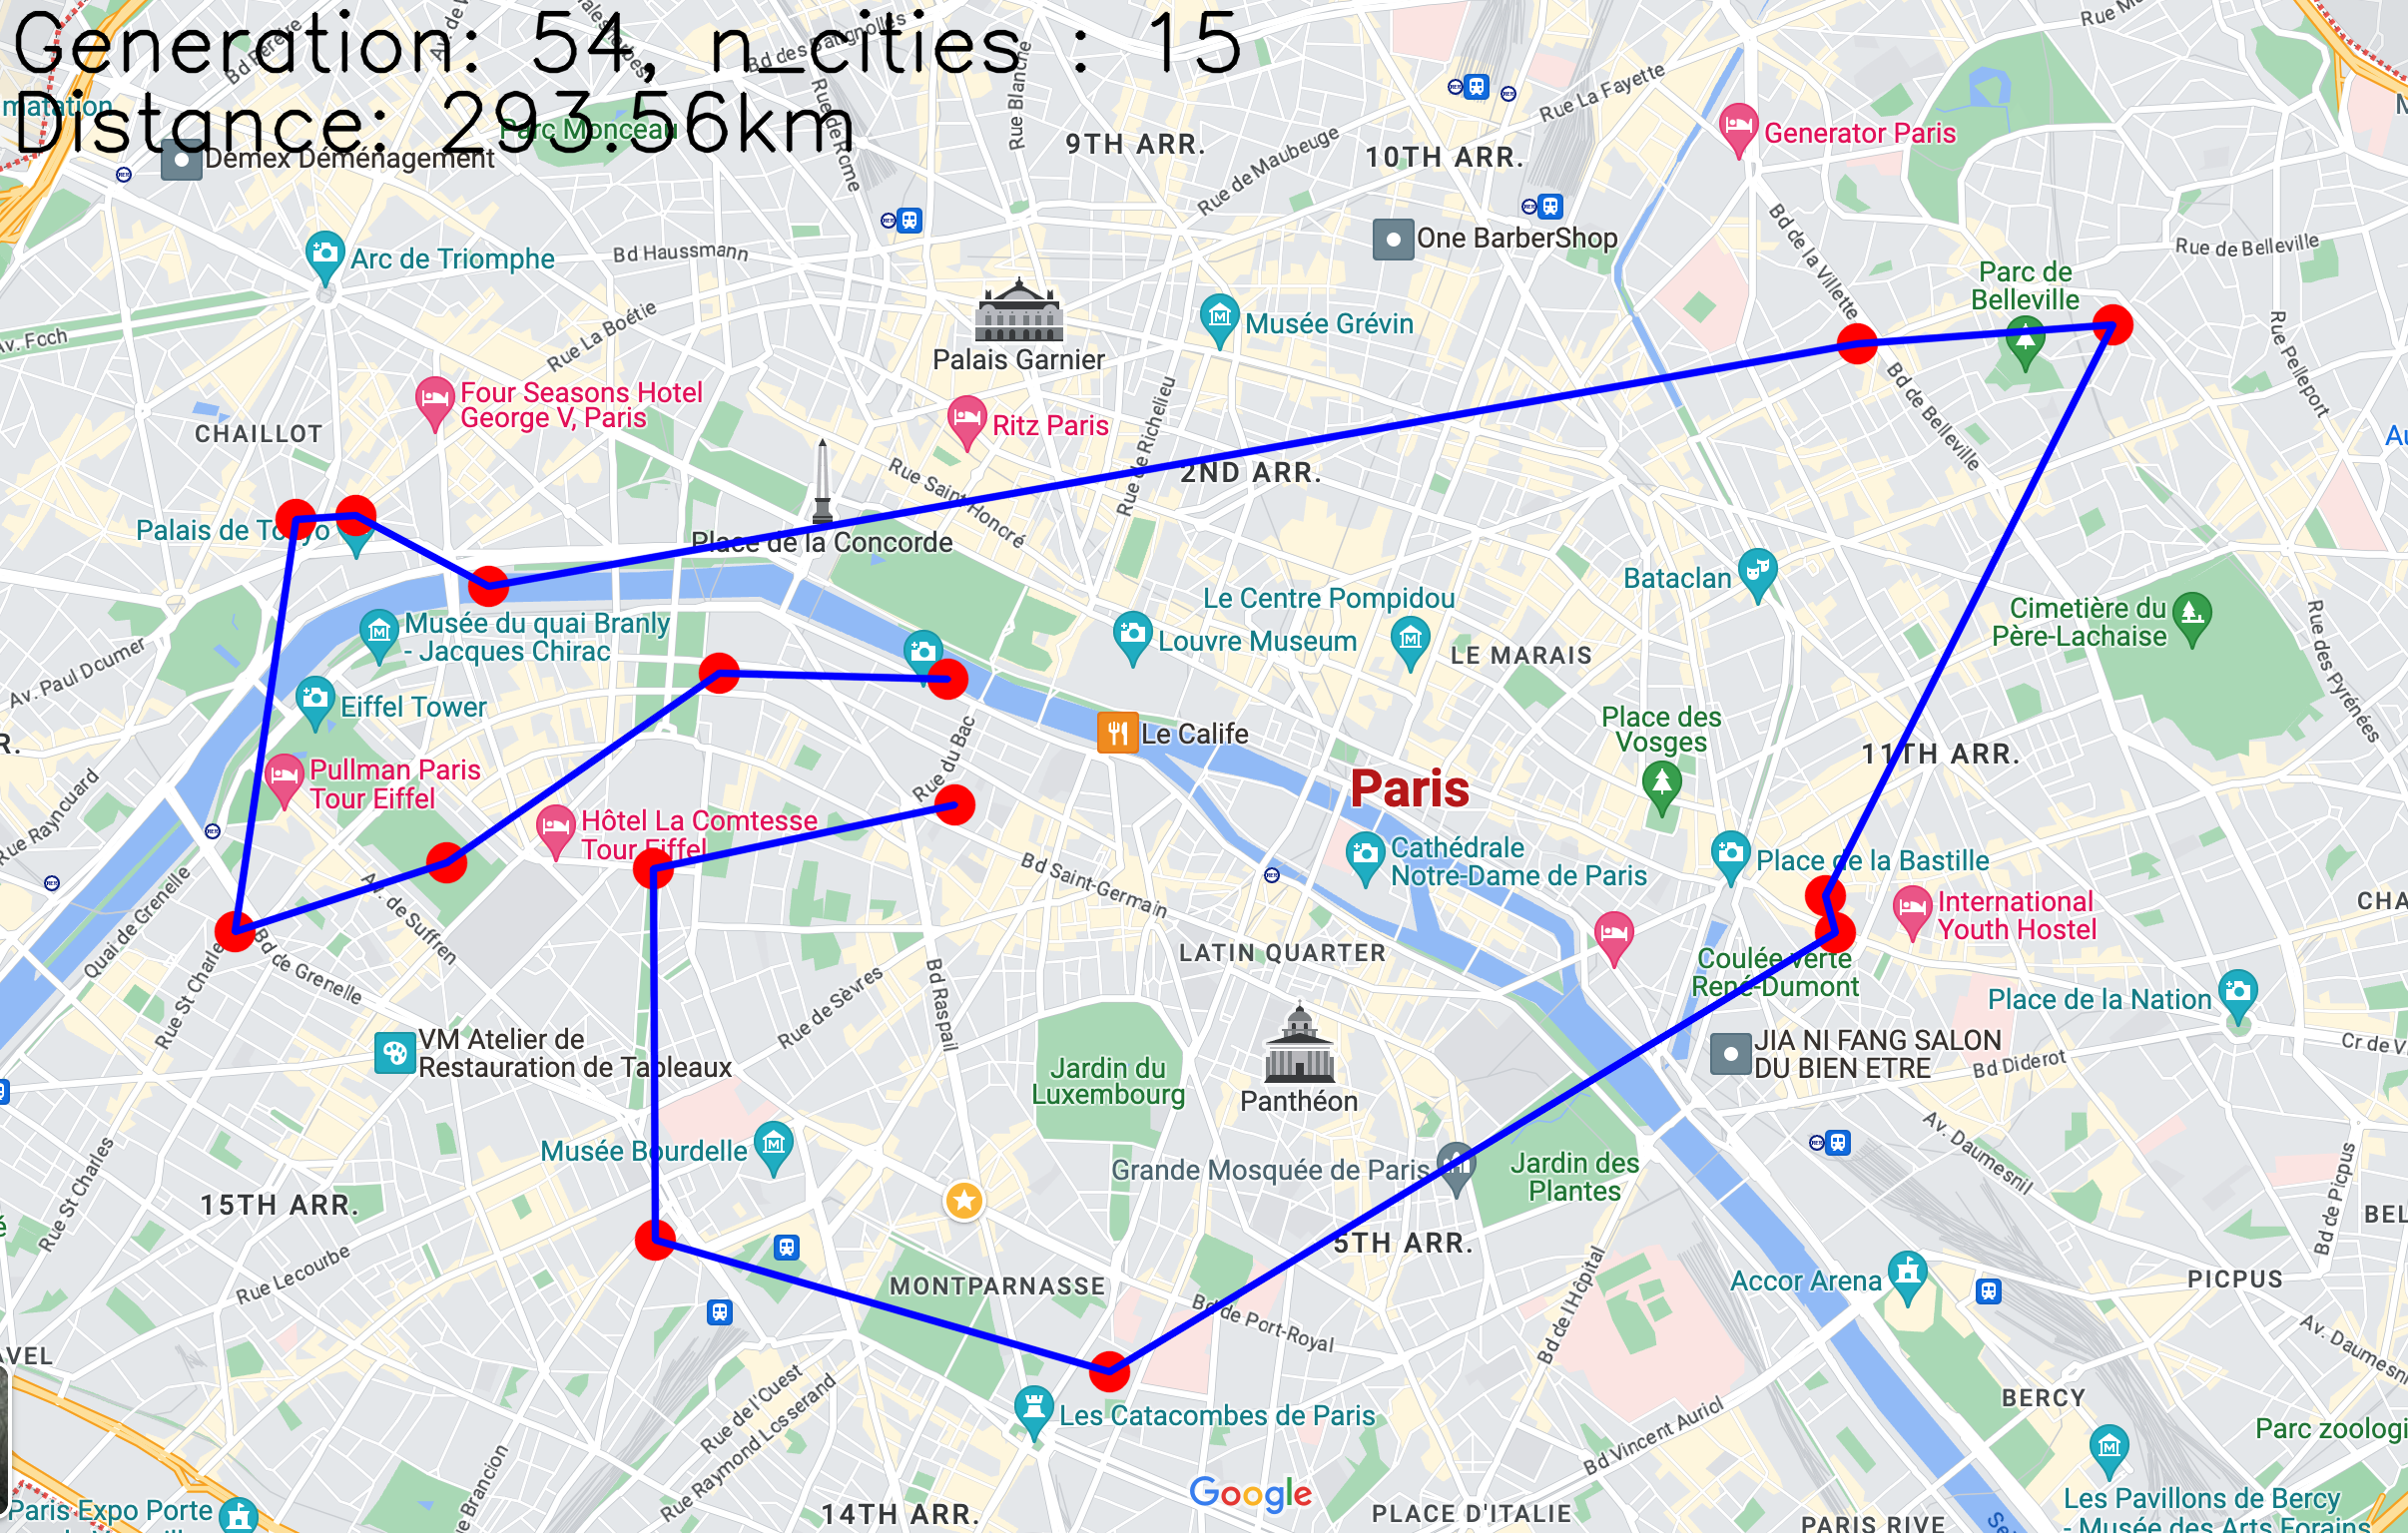 Generation: 54, n_cities : 15
Distance: 293.56km
Bd Pereire
Bd des Batignolles
Rue Blanche
Rue de Rome
matation
Parc Monceau
Demex Déménagement
9TH ARR.
10TH ARR.
Rue de Maubeuge
Rue La Fayette
Generator Paris
Arc de Triomphe
Bd Haussmann
One BarberShop
Bd de la Villette
Parc de
Belleville
Rue de Belleville
Av. Foch
Rue La Boétie
Palais Garnier
Musée Grévin
Rue Pelleport
Four Seasons Hotel
George V, Paris
CHAILLOT
Ritz Paris
Rue de Richelieu
Bd de Belleville
2ND ARR.
Rue Saint-Honoré
Palais de Tokyo
Place de la Concorde
Bataclan
Le Centre Pompidou
Louvre Museum
LE MARAIS
Cimetière du
Père-Lachaise
Rue des Pyrénées
Musée du quai Branly
- Jacques Chirac
Av. Paul Doumer
Eiffel Tower
Le Calife
Rue du Bac
Place des
Vosges
11TH ARR.
R.
Pullman Paris
Tour Eiffel
Rue Raynouard
Hôtel La Comtesse
Tour Eiffel
Paris
Cathédrale
Notre-Dame de Paris
Place de la Bastille
Bd Saint-Germain
International
Youth Hostel
CHA
Quai de Grenelle
Av. de Suffren
Bd de Grenelle
Rue St Charles
LATIN QUARTER
Coulée verte
René-Dumont
Rue de Sèvres
Bd Raspail
Place de la Nation
VM Atelier de
Restauration de Tableaux
Jardin du
Luxembourg
Panthéon
JIA NI FANG SALON
DU BIEN ETRE
Bd Diderot
Cr de V
Musée Bourdelle
Grande Mosquée de Paris
Jardin des
Plantes
Av. Daumesnil
Bd de Picpus
15TH ARR.
Rue St Charles
5TH ARR.
BEL
Rue Lecourbe
MONTPARNASSE
Bd de Port-Royal
Bd de l'Hôpital
Accor Arena
PICPUS
Av. Daumesn
AVEL
Rue de l'Ouest
Rue Raymond Losserand
Les Catacombes de Paris
Bd Vincent Auriol
BERCY
Parc zoologi
Rue Brancion
Google
Paris Expo Porte
14TH ARR.
PLACE D'ITALIE
PARIS RIVE
Les Pavillons de Bercy
- Musée des Arts Forains